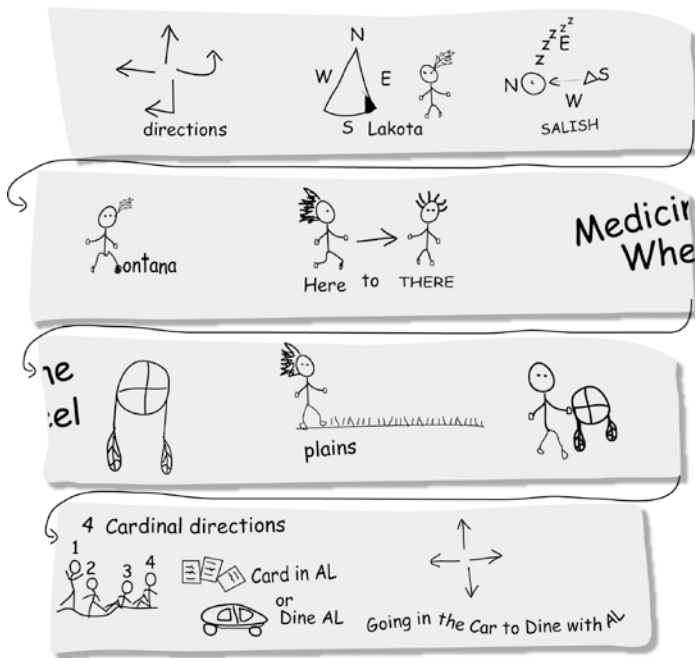 directions
N
W E
S Lakota
z z z z z E
N S
W
SALISH
ontana
Here to THERE
Medicin
Whe
ne
el
plains
4 Cardinal directions
1 2 3 4
Card in AL
or
Dine AL
Going in the Car to Dine with AL